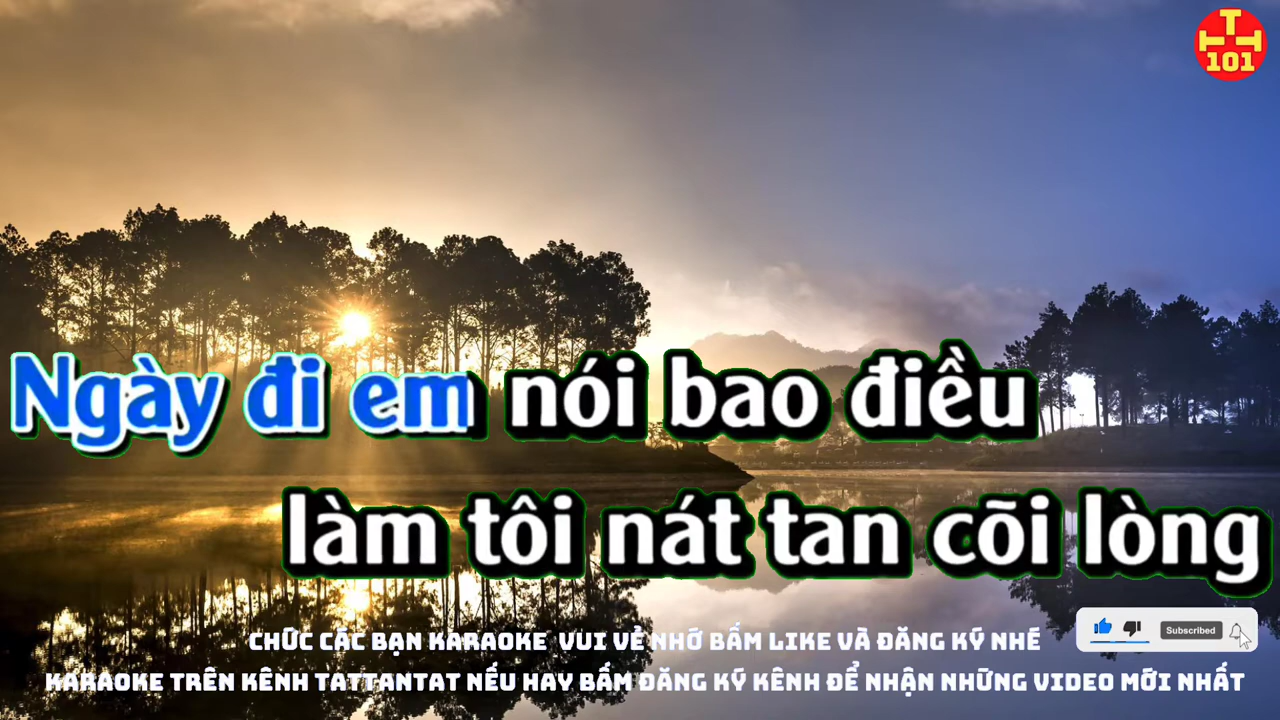 T
TT
101
Ngày đi em nói bao điều
làm tôi nát tan cõi lòng
CHÚC CÁC BẠN KARAOKE VUI VẺ NHỚ BẤM LIKE VÀ ĐĂNG KÝ NHÉ
Subscribed
KARAOKE TRÊN KÊNH TATTANTAT NẾU HAY BẤM ĐĂNG KÝ KÊNH ĐỂ NHẬN NHỮNG VIDEO MỚI NHẤT